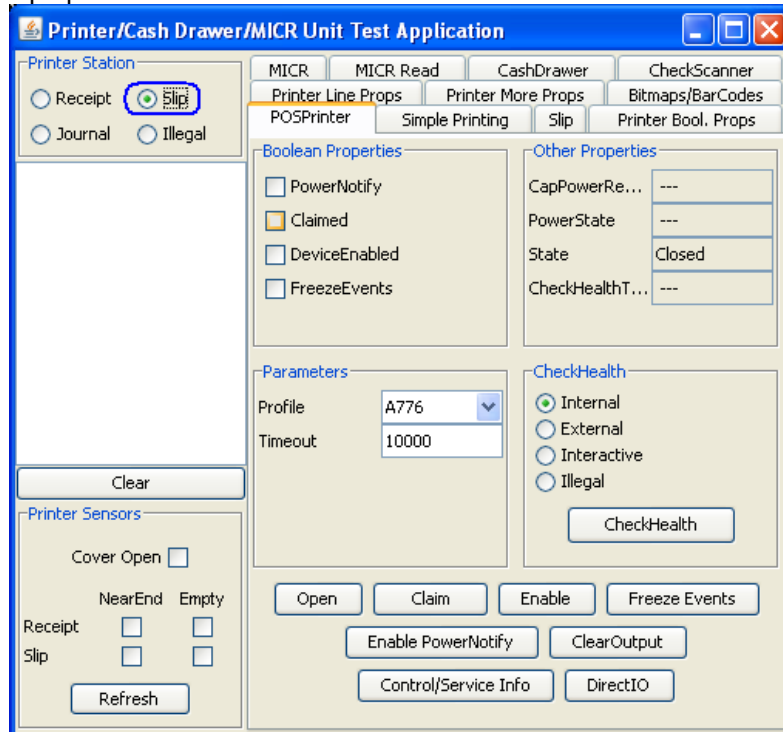 Printer/Cash Drawer/MICR Unit Test Application
Printer Station
Receipt Slip
Journal Illegal
Clear
Printer Sensors
Cover Open
NearEnd Empty
Receipt
Slip
Refresh
MICR MICR Read CashDrawer CheckScanner
Printer Line Props Printer More Props Bitmaps/BarCodes
POSPrinter Simple Printing Slip Printer Bool. Props
Boolean Properties
PowerNotify
Claimed
DeviceEnabled
FreezeEvents
Other Properties
CapPowerRe... ---
PowerState ---
State Closed
CheckHealthT... ---
Parameters
Profile A776
Timeout 10000
CheckHealth
Internal
External
Interactive
Illegal
CheckHealth
Open Claim Enable Freeze Events
Enable PowerNotify ClearOutput
Control/Service Info DirectIO